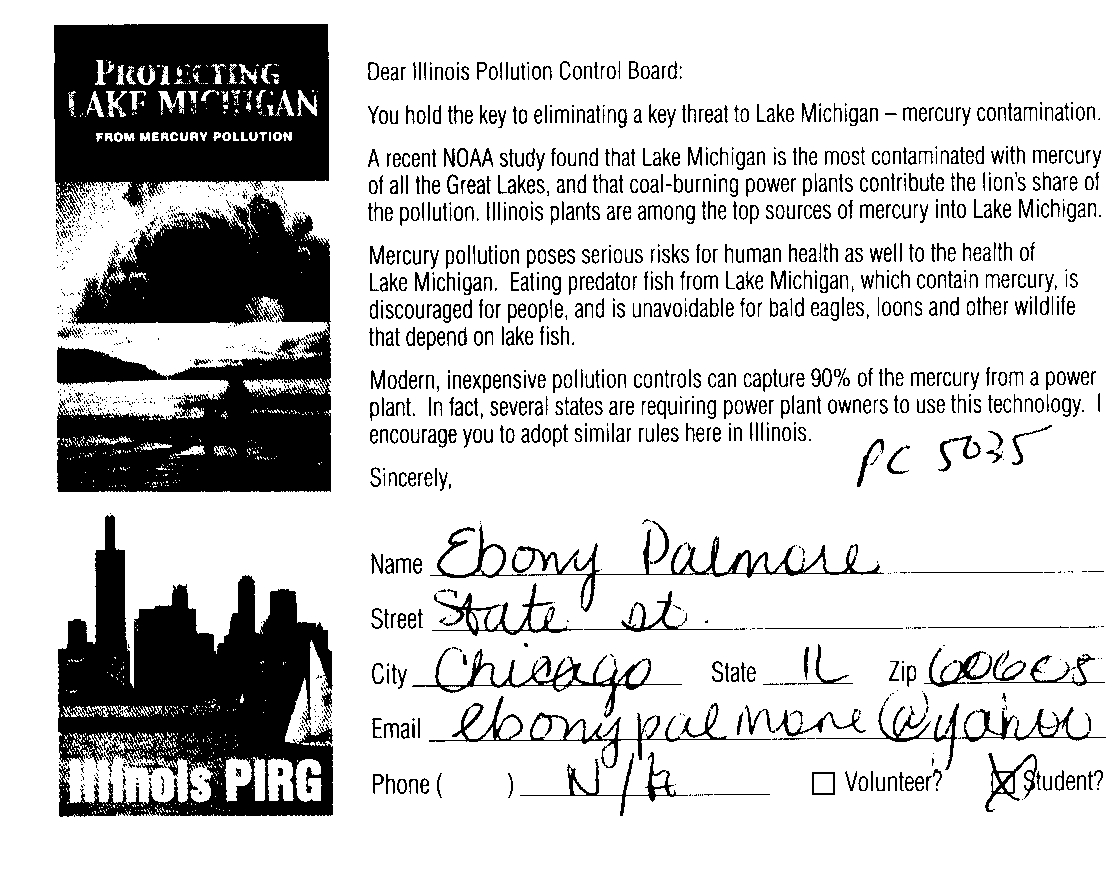 PROTECTING
LAKE MICHIGAN
FROM MERCURY POLLUTION
Illinois PIRG
Dear Illinois Pollution Control Board:
You hold the key to eliminating a key threat to Lake Michigan – mercury contamination.
A recent NOAA study found that Lake Michigan is the most contaminated with mercury
of all the Great Lakes, and that coal-burning power plants contribute the lion's share of
the pollution. Illinois plants are among the top sources of mercury into Lake Michigan.
Mercury pollution poses serious risks for human health as well to the health of
Lake Michigan. Eating predator fish from Lake Michigan, which contain mercury, is
discouraged for people, and is unavoidable for bald eagles, loons and other wildlife
that depend on lake fish.
Modern, inexpensive pollution controls can capture 90% of the mercury from a power
plant. In fact, several states are requiring power plant owners to use this technology. I
encourage you to adopt similar rules here in Illinois.
PC 5035
Sincerely,
Name Ebony Palmore
Street State st.
City Chicago State IL Zip 60605
Email ebonypalmore@yahoo
Phone ( ) N/A Volunteer? Student?